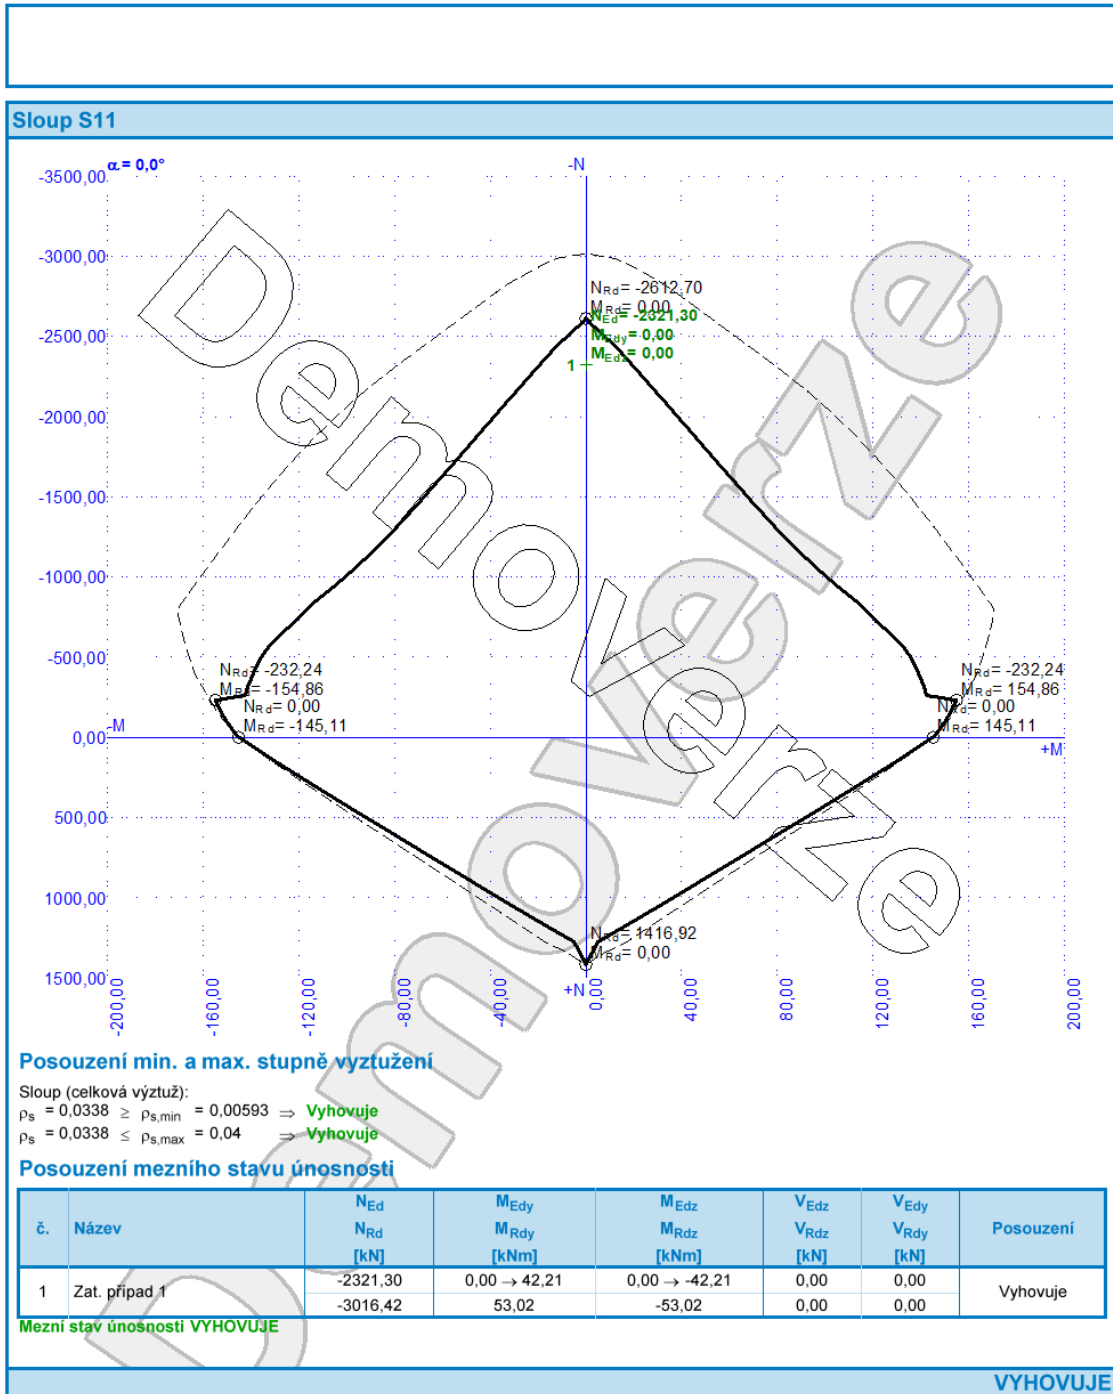 Sloup S11
α = 0,0°
-N
-3500,00
-3000,00
-2500,00
-2000,00
-1500,00
-1000,00
-500,00
0,00
500,00
1000,00
1500,00
NRd= -2612,70
MRd= 0,00
NEd= -2321,30
MEdy= 0,00
MEdz= 0,00
1
NRd= -232,24
MRd= -154,86
NRd= 0,00
MRd= -145,11
NRd= -232,24
MRd= 154,86
NRd= 0,00
MRd= 145,11
-M
+M
NRd= 1416,92
MRd= 0,00
+N
-200,00
-160,00
-120,00
-80,00
-40,00
0,00
40,00
80,00
120,00
160,00
200,00
Demoverze
Demoverze
Posouzení min. a max. stupně vyztužení
Sloup (celková výztuž):
ρs = 0,0338 ≥ ρs,min = 0,00593 ⇒ Vyhovuje
ρs = 0,0338 ≤ ρs,max = 0,04 ⇒ Vyhovuje
Posouzení mezního stavu únosnosti
č. Název NEd MEdy MEdz VEdz VEdy Posouzení
NRd MRdy MRdz VRdz VRdy
[kN] [kNm] [kNm] [kN] [kN]
1 Zat. případ 1 -2321,30 0,00 → 42,21 0,00 → -42,21 0,00 0,00 Vyhovuje
-3016,42 53,02 -53,02 0,00 0,00
Mezní stav únosnosti VYHOVUJE
VYHOVUJE